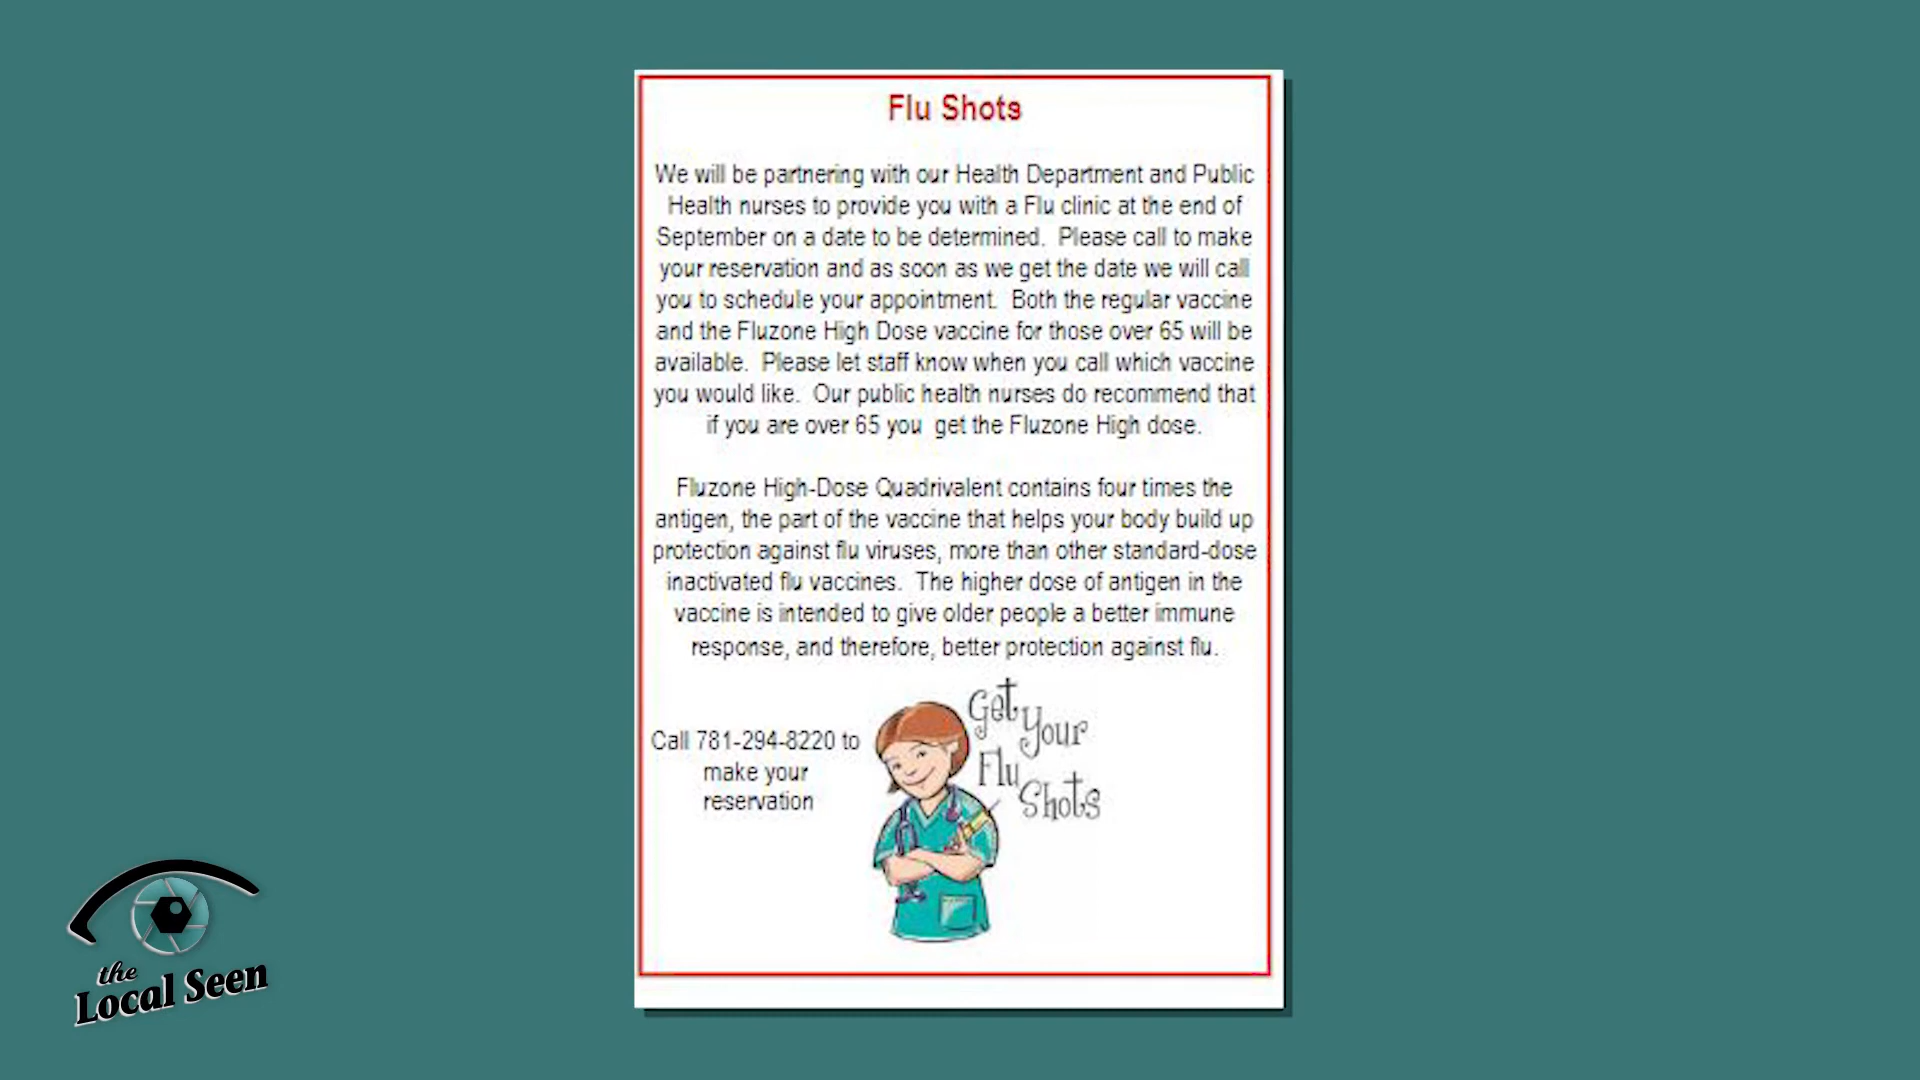 Flu Shots
We will be partnering with our Health Department and Public
Health nurses to provide you with a Flu clinic at the end of
September on a date to be determined. Please call to make
your reservation and as soon as we get the date we will call
you to schedule your appointment. Both the regular vaccine
and the Fluzone High Dose vaccine for those over 65 will be
available. Please let staff know when you call which vaccine
you would like. Our public health nurses do recommend that
if you are over 65 you get the Fluzone High dose.
Fluzone High-Dose Quadrivalent contains four times the
antigen, the part of the vaccine that helps your body build up
protection against flu viruses, more than other standard-dose
inactivated flu vaccines. The higher dose of antigen in the
vaccine is intended to give older people a better immune
response, and therefore, better protection against flu.
Call 781-294-8220 to
make your
reservation
Get
Your
Flu
Shots
the
Local Seen